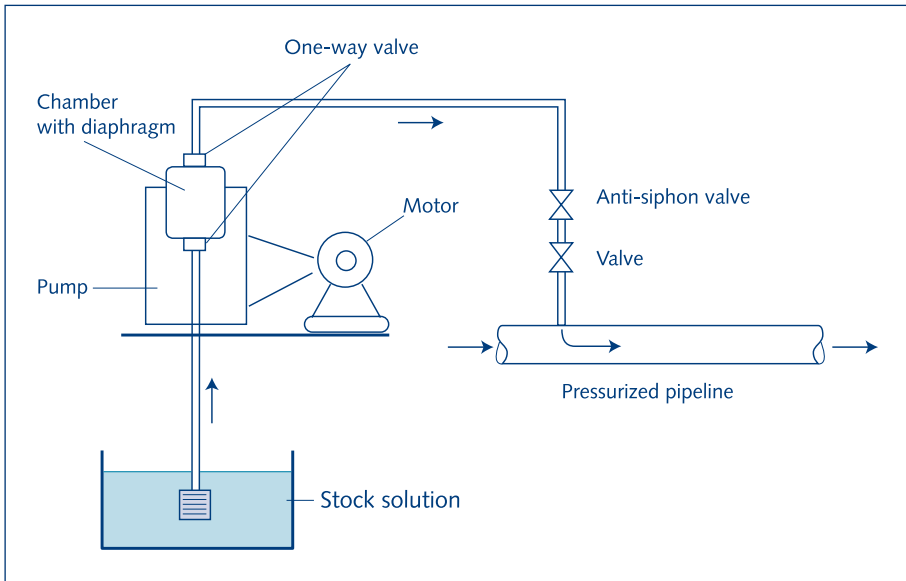 One-way valve
Chamber
with diaphragm
Anti-siphon valve
Motor
Valve
Pump
Pressurized pipeline
Stock solution